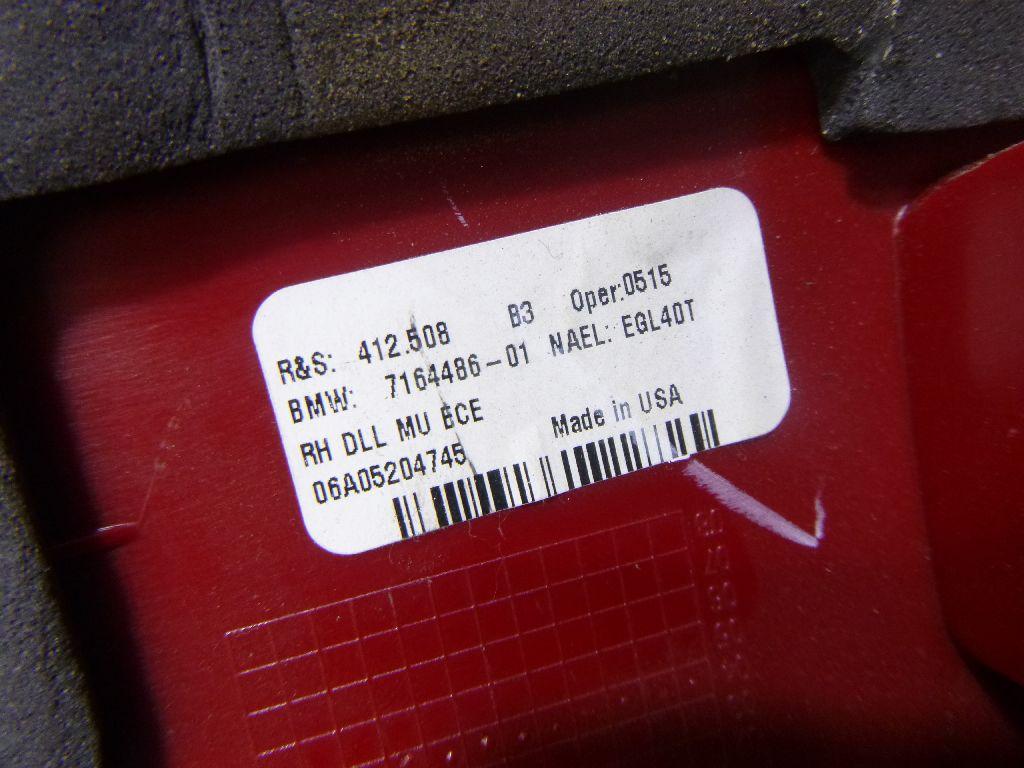 R&S: 412.508 B3 Oper:0515
BMW: 7164486-01 NAEL: EGL40T
RH DLL MU ECE
06A05204745 Made in USA